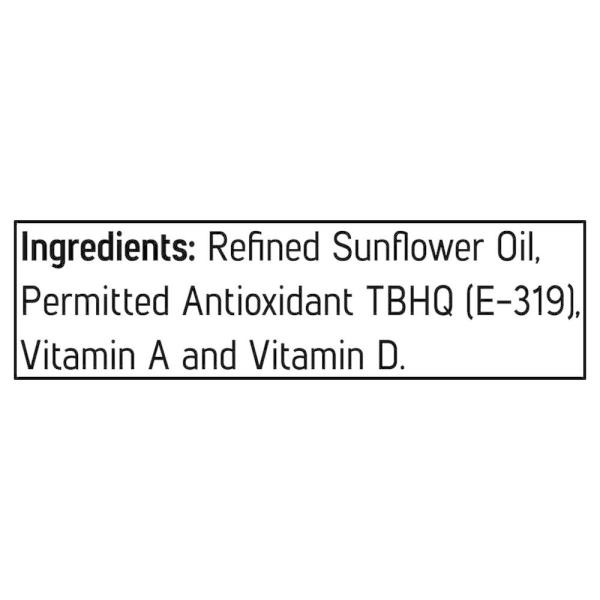 Ingredients: Refined Sunflower Oil,
Permitted Antioxidant TBHQ (E-319),
Vitamin A and Vitamin D.